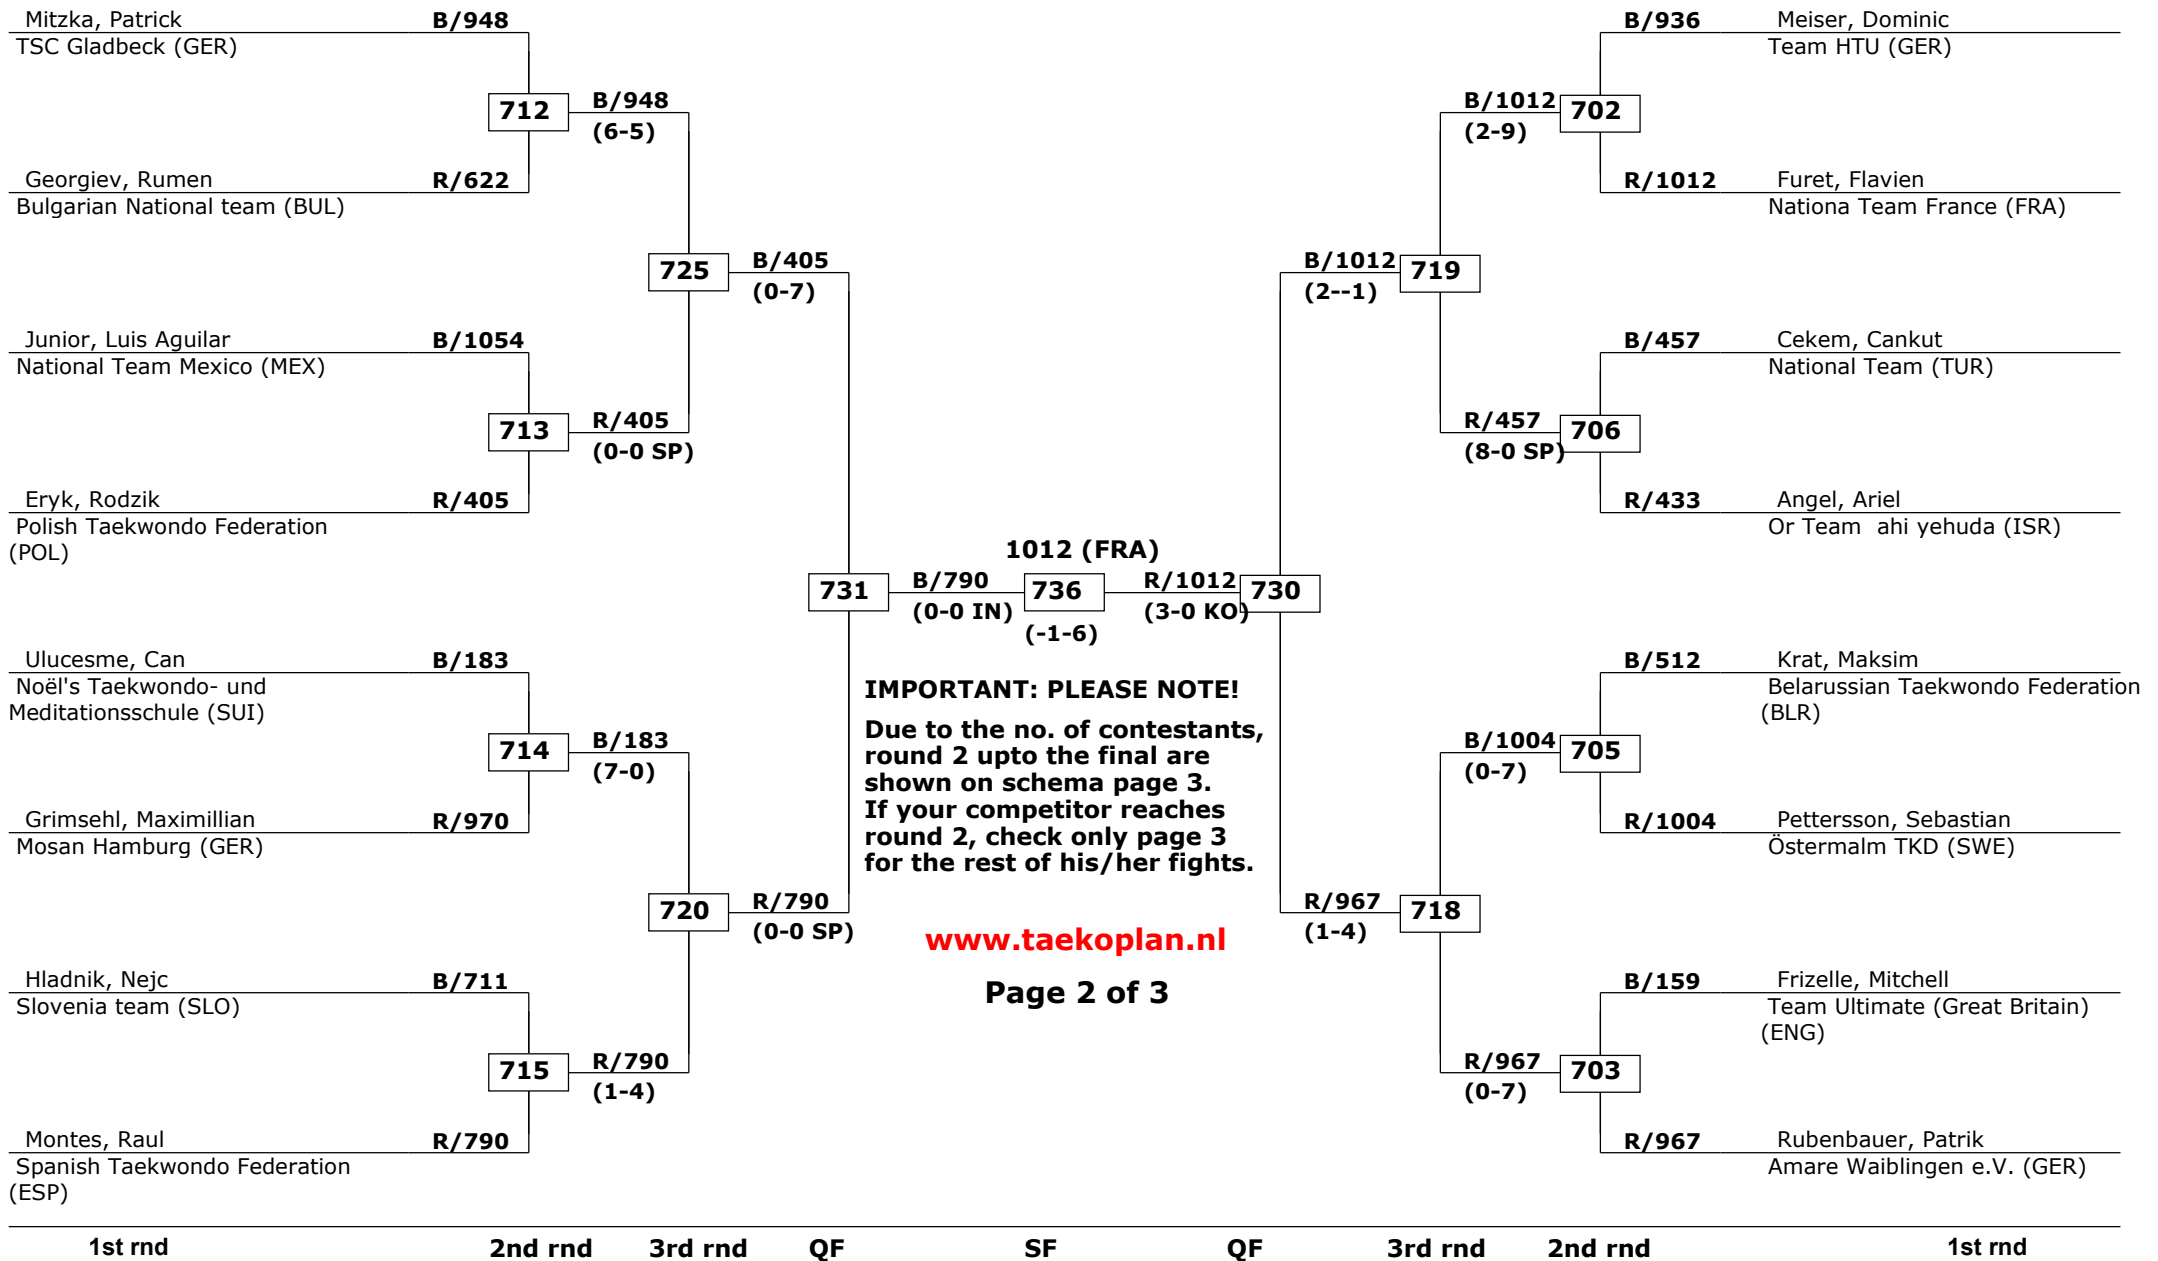 Mitzka, Patrick B/948
TSC Gladbeck (GER)
712 B/948
(6-5)
Georgiev, Rumen R/622
Bulgarian National team (BUL)
725 B/405
(0-7)
Junior, Luis Aguilar B/1054
National Team Mexico (MEX)
713 R/405
(0-0 SP)
Eryk, Rodzik R/405
Polish Taekwondo Federation
(POL)
731 B/790
(0-0 IN)
Ulucesme, Can B/183
Noël's Taekwondo- und
Meditationsschule (SUI)
714 B/183
(7-0)
Grimsehl, Maximillian R/970
Mosan Hamburg (GER)
720 R/790
(0-0 SP)
Hladnik, Nejc B/711
Slovenia team (SLO)
715 R/790
(1-4)
Montes, Raul R/790
Spanish Taekwondo Federation
(ESP)
1012 (FRA)
736
(-1-6)
IMPORTANT: PLEASE NOTE!
Due to the no. of contestants,
round 2 upto the final are
shown on schema page 3.
If your competitor reaches
round 2, check only page 3
for the rest of his/her fights.
www.taekoplan.nl
Page 2 of 3
B/936 Meiser, Dominic
Team HTU (GER)
B/1012 702
(2-9)
R/1012 Furet, Flavien
Nationa Team France (FRA)
B/1012 719
(2--1)
B/457 Cekem, Cankut
National Team (TUR)
R/457 706
(8-0 SP)
R/433 Angel, Ariel
Or Team ahi yehuda (ISR)
R/1012 730
(3-0 KO)
B/512 Krat, Maksim
Belarussian Taekwondo Federation
(BLR)
B/1004 705
(0-7)
R/1004 Pettersson, Sebastian
Östermalm TKD (SWE)
R/967 718
(1-4)
B/159 Frizelle, Mitchell
Team Ultimate (Great Britain)
(ENG)
R/967 703
(0-7)
R/967 Rubenbauer, Patrik
Amare Waiblingen e.V. (GER)
1st rnd 2nd rnd 3rd rnd QF SF QF 3rd rnd 2nd rnd 1st rnd